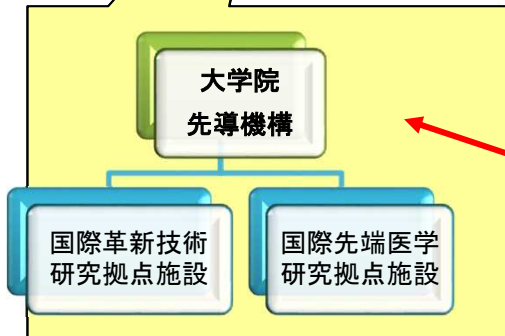 大学院
先導機構
国際革新技術
研究拠点施設
国際先端医学
研究拠点施設